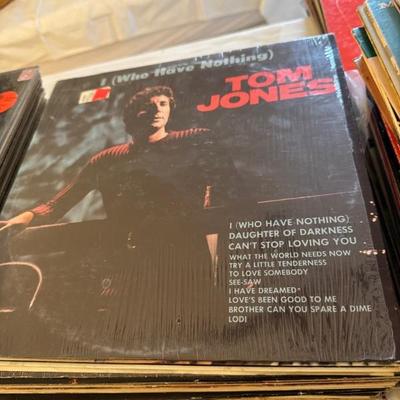 I (Who Have Nothing)
TOM
JONES
I (WHO HAVE NOTHING)
DAUGHTER OF DARKNESS
CAN'T STOP LOVING YOU
WHAT THE WORLD NEEDS NOW
TRY A LITTLE TENDERNESS
TO LOVE SOMEBODY
SEE-SAW
I HAVE DREAMED*
LOVE'S BEEN GOOD TO ME
BROTHER CAN YOU SPARE A DIME
LODI